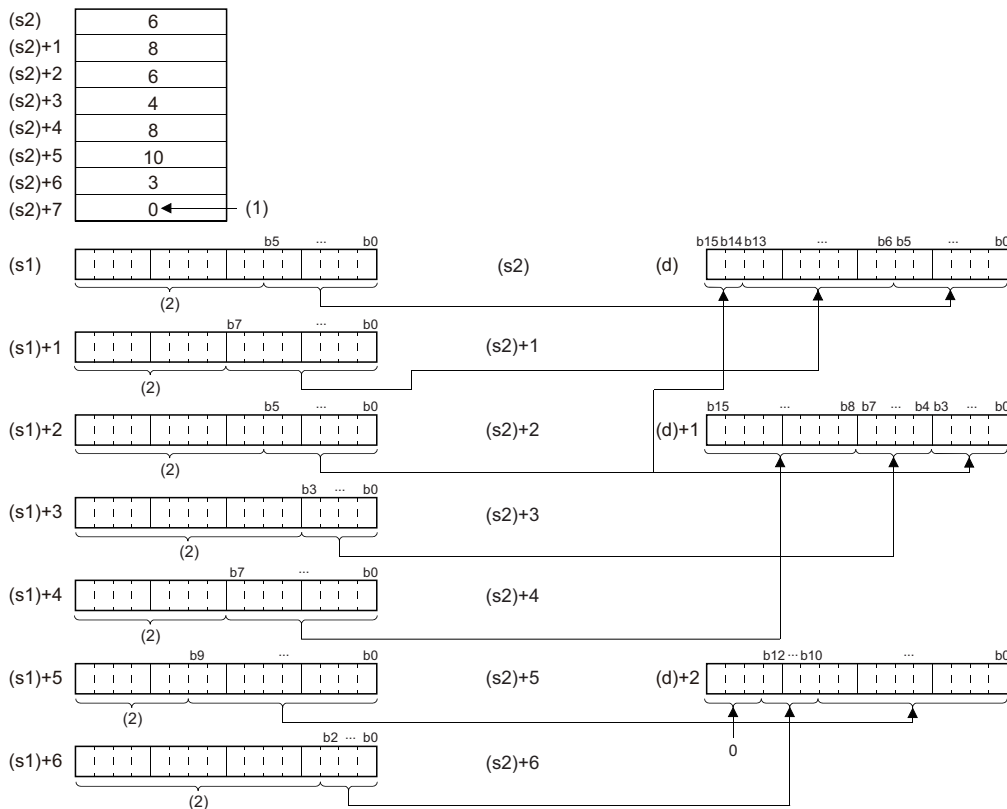 (s2) 6
(s2)+1 8
(s2)+2 6
(s2)+3 4
(s2)+4 8
(s2)+5 10
(s2)+6 3
(s2)+7 0 (1)
b5 ... b0 b15 b14 b13 ... b6 b5 ... b0
(s1) (s2) (d)
(2)
b7 ... b0
(s1)+1 (s2)+1
(2)
b5 ... b0 b15 ... b8 b7 ... b4 b3 ... b0
(s1)+2 (s2)+2 (d)+1
(2)
b3 ... b0
(s1)+3 (s2)+3
(2)
b7 ... b0
(s1)+4 (s2)+4
(2)
b9 ... b0 b12 ... b10 ... b0
(s1)+5 (s2)+5 (d)+2
(2)
0
b2 ... b0
(s1)+6 (s2)+6
(2)